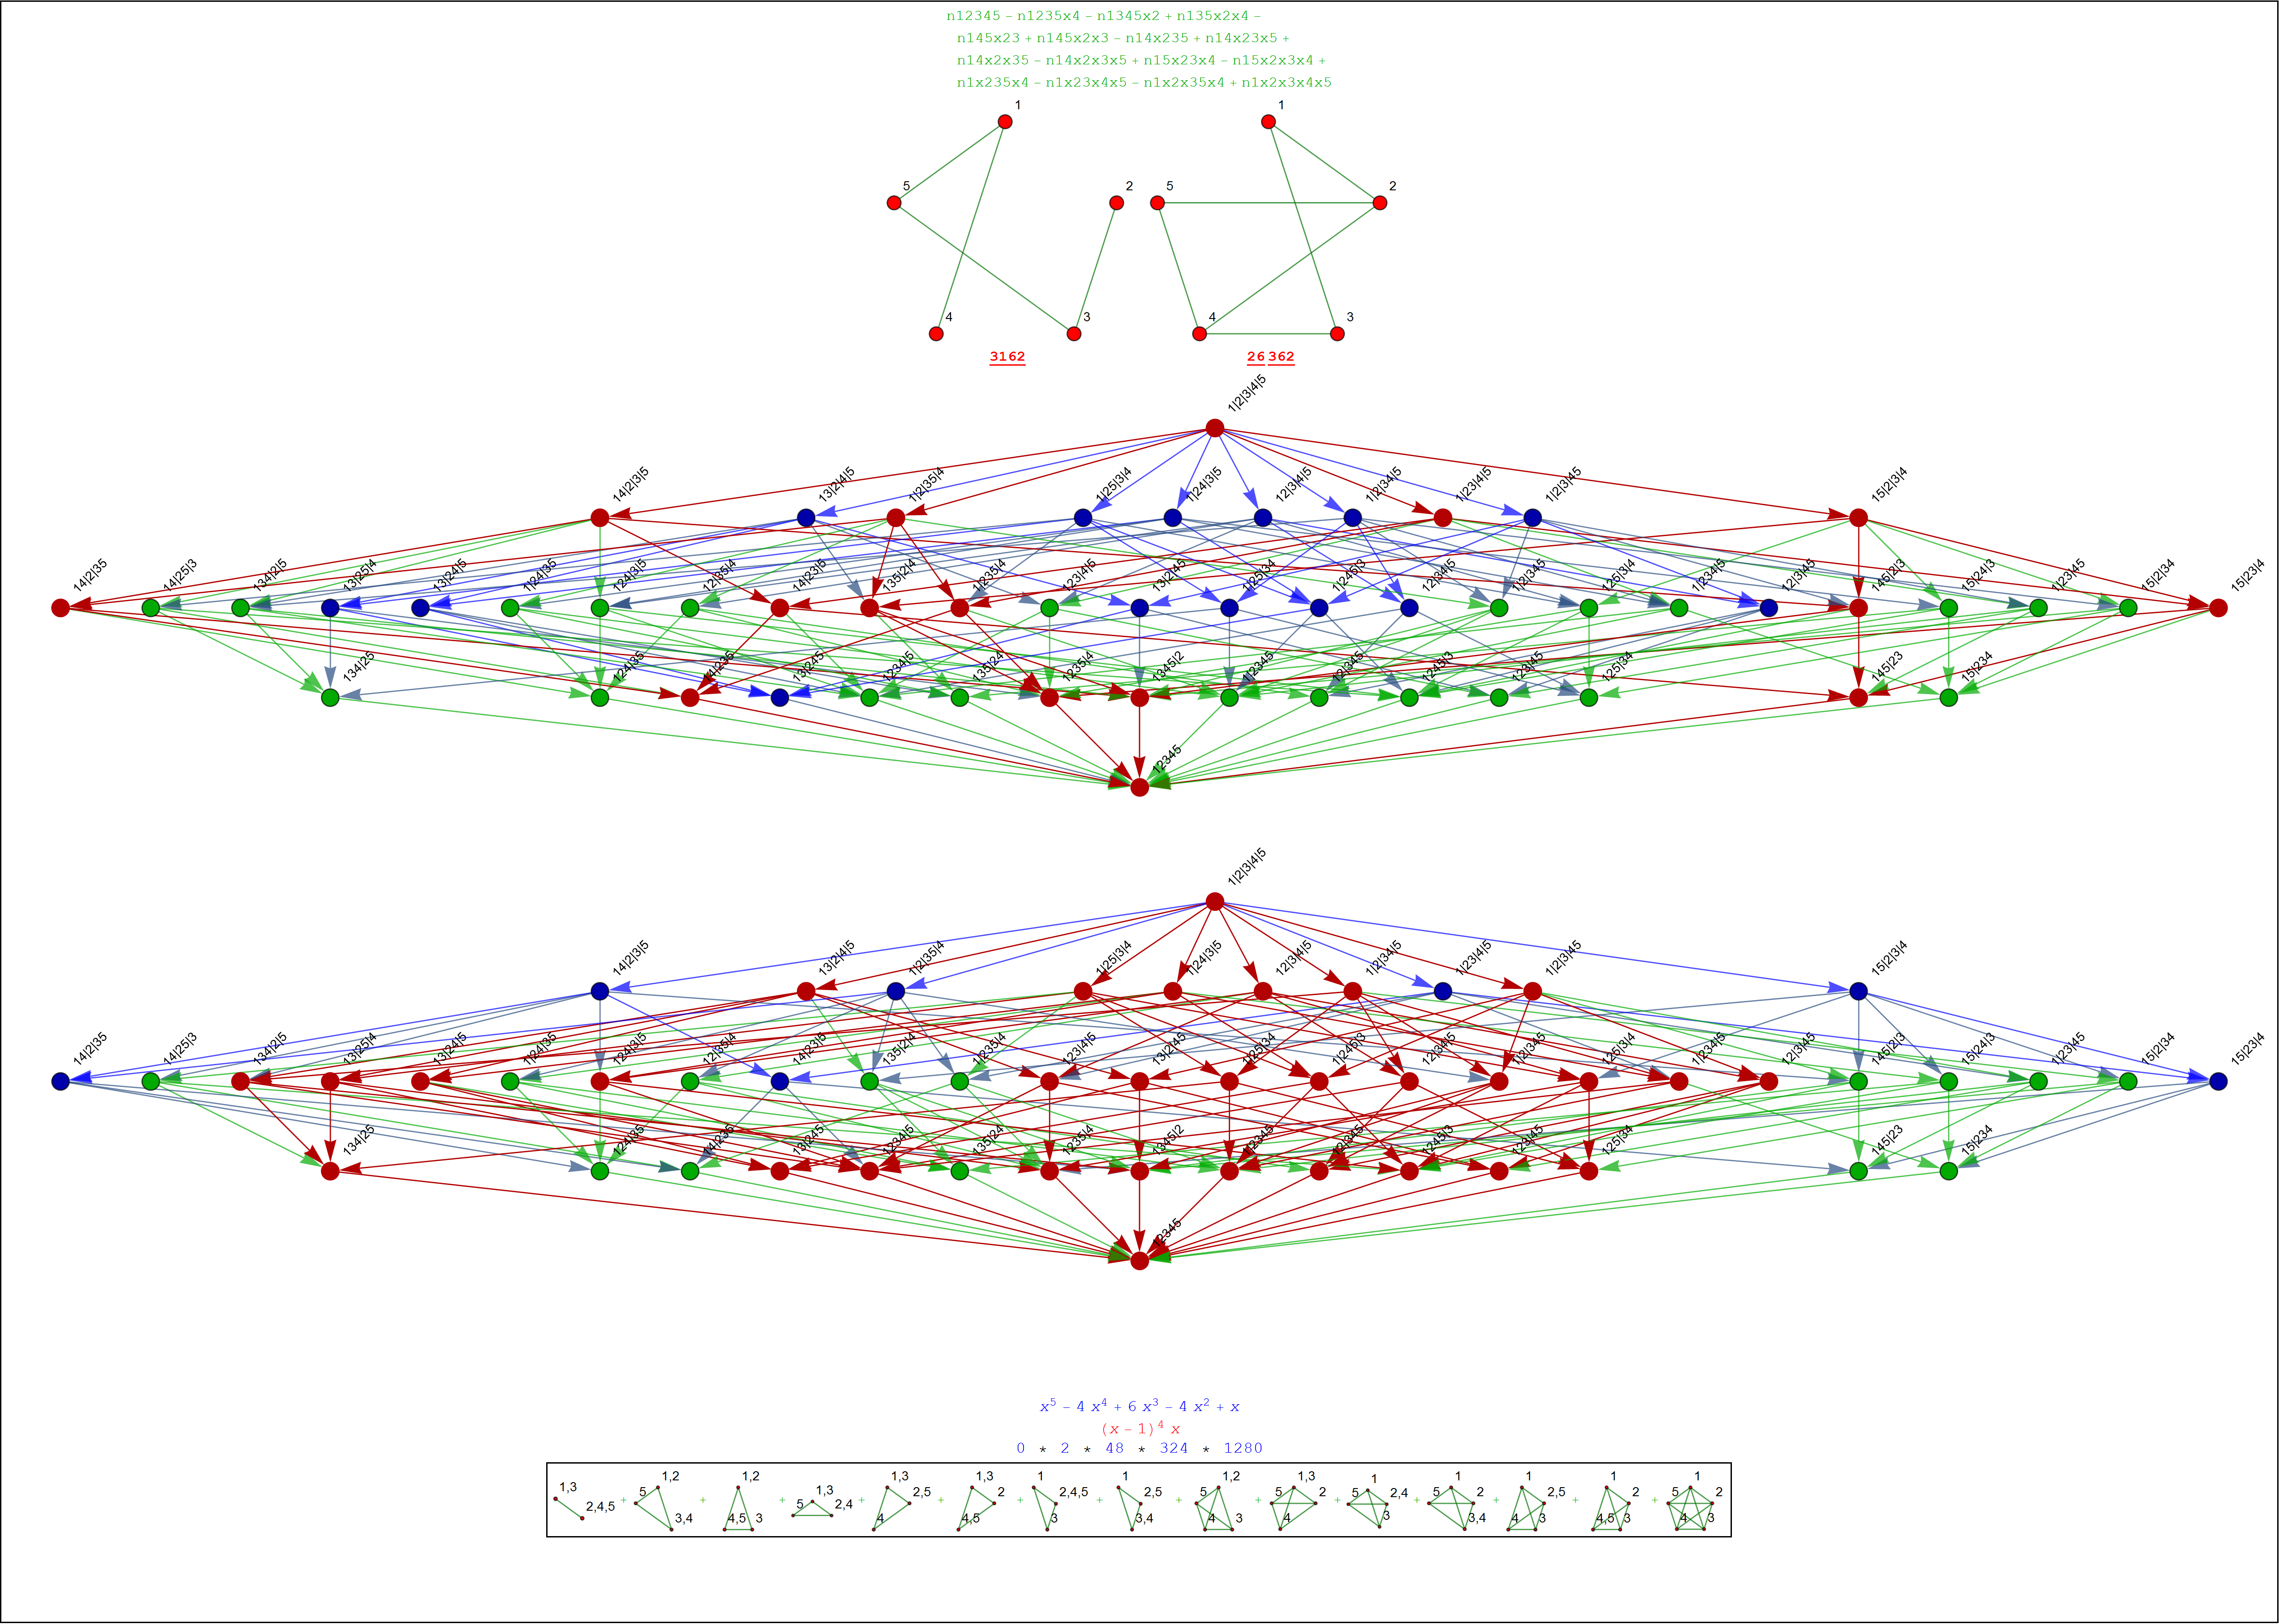 n12345 − n1235x4 − n1345x2 + n135x2x4 −
n145x23 + n145x2x3 − n14x235 + n14x23x5 +
n14x2x35 − n14x2x3x5 + n15x23x4 − n15x2x3x4 +
n1x235x4 − n1x23x4x5 − n1x2x35x4 + n1x2x3x4x5
1 1
5 2 5 2
4 3 4 3
3162 26 362
1|2|3|4|5
14|2|3|5 13|2|4|5 1|2|35|4 1|25|3|4 1|24|3|5 12|3|4|5 1|2|34|5 1|23|4|5 1|2|3|45 15|2|3|4
14|2|35 14|25|3 134|2|5 13|25|4 13|24|5 1|24|35 124|3|5 12|35|4 14|23|5 135|2|4 1|235|4 123|4|5 13|2|45 1|25|34 1|245|3 12|34|5 1|2|345 125|3|4 1|234|5 12|3|45 145|2|3 15|24|3 1|23|45 15|2|34 15|23|4
134|25 124|35 14|235 13|245 1234|5 135|24 1235|4 1345|2 1|2345 12|345 1245|3 123|45 125|34 145|23 15|234
12345
1|2|3|4|5
14|2|3|5 13|2|4|5 1|2|35|4 1|25|3|4 1|24|3|5 12|3|4|5 1|2|34|5 1|23|4|5 1|2|3|45 15|2|3|4
14|2|35 14|25|3 134|2|5 13|25|4 13|24|5 1|24|35 124|3|5 12|35|4 14|23|5 135|2|4 1|235|4 123|4|5 13|2|45 1|25|34 1|245|3 12|34|5 1|2|345 125|3|4 1|234|5 12|3|45 145|2|3 15|24|3 1|23|45 15|2|34 15|23|4
134|25 124|35 14|235 13|245 1234|5 135|24 1235|4 1345|2 1|2345 12|345 1245|3 123|45 125|34 145|23 15|234
12345
x⁵ − 4 x⁴ + 6 x³ − 4 x² + x
(x − 1)⁴ x
0 * 2 * 48 * 324 * 1280
1,3 2,4,5 + 1,2 5 3,4 + 1,2 4,5 3 + 1,3 5 2,4 + 1,3 2,5 4 + 1,3 2 4,5 + 1 2,4,5 3 + 1 2,5 3,4 + 1,2 5 4 3 + 1,3 5 2 4 + 1 5 2,4 3 + 1 5 2 3,4 + 1 2,5 4 3 + 1 2 4,5 3 + 1 5 2 4 3